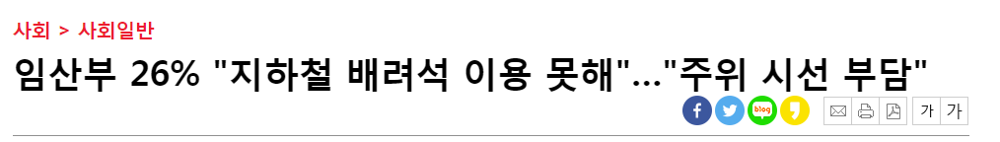 사회 > 사회일반
임산부 26% "지하철 배려석 이용 못해"…"주위 시선 부담"
blog 가 가